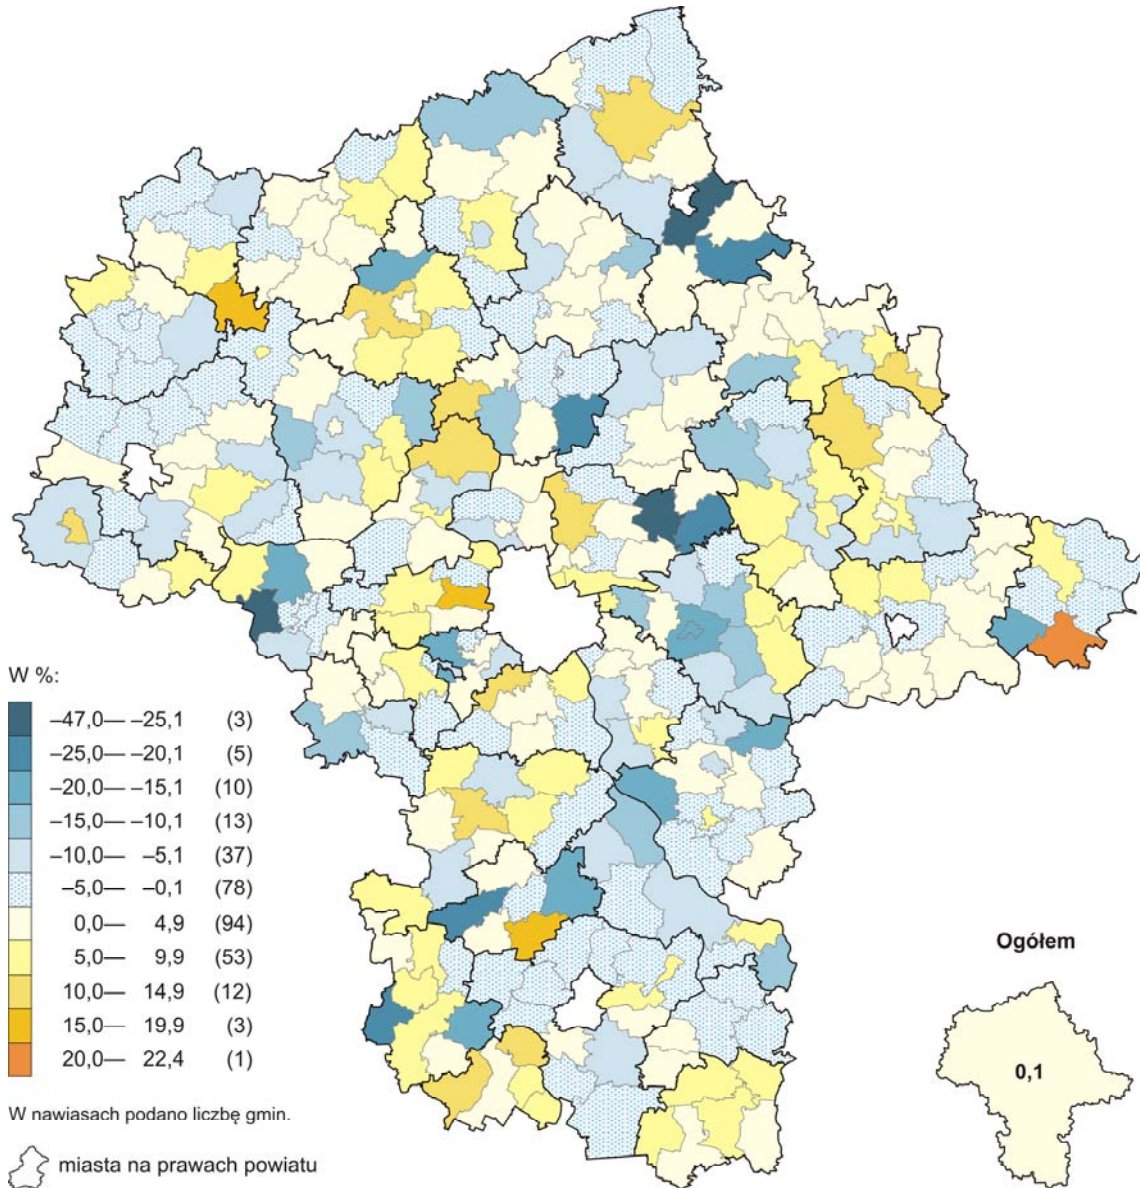 W %:
–47,0— –25,1 (3)
–25,0— –20,1 (5)
–20,0— –15,1 (10)
–15,0— –10,1 (13)
–10,0— –5,1 (37)
–5,0— –0,1 (78)
0,0— 4,9 (94)
5,0— 9,9 (53)
10,0— 14,9 (12)
15,0— 19,9 (3)
20,0— 22,4 (1)
W nawiasach podano liczbę gmin.
miasta na prawach powiatu
Ogółem
0,1